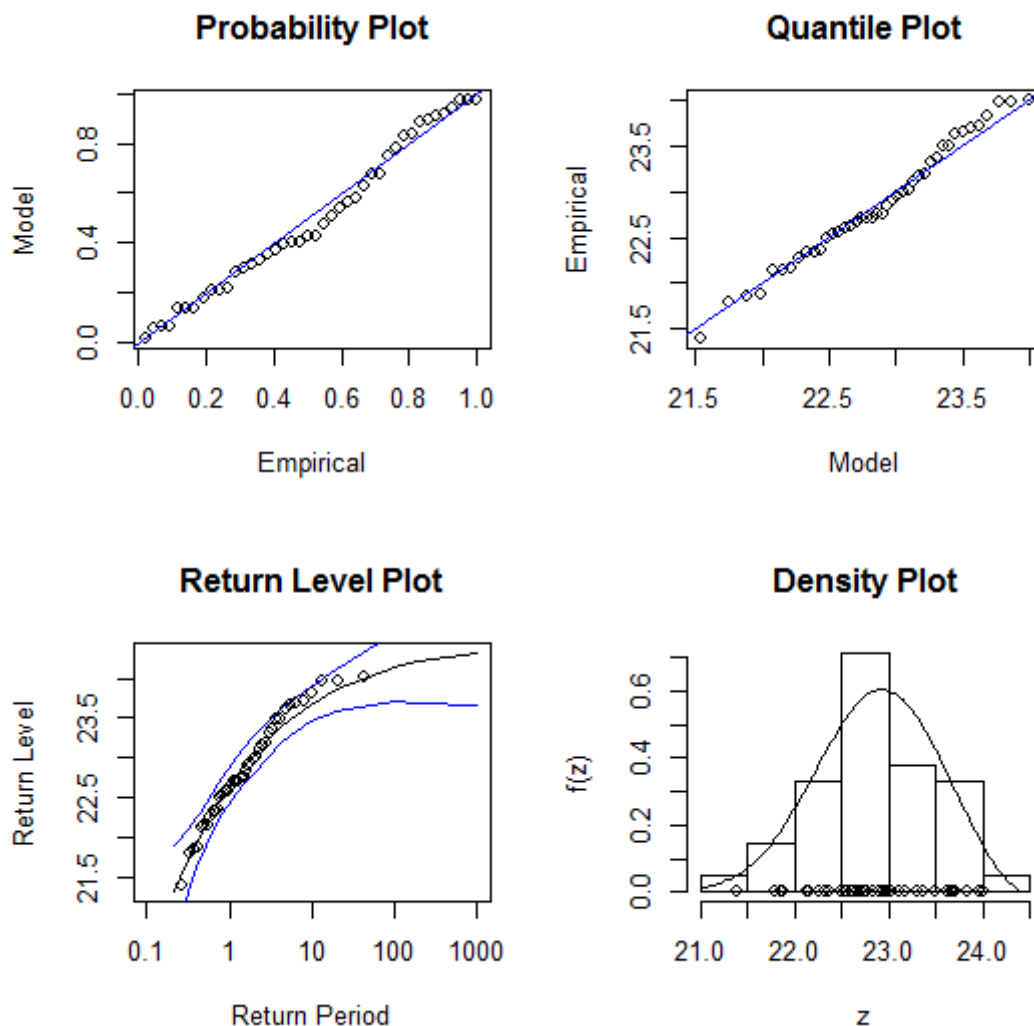 Probability Plot
Model
0.0 0.4 0.8
0.0 0.2 0.4 0.6 0.8 1.0
Empirical
Quantile Plot
Empirical
21.5 22.5 23.5
21.5 22.5 23.5
Model
Return Level Plot
Return Level
21.5 22.5 23.5
0.1 1 10 100 1000
Return Period
Density Plot
f(z)
0.0 0.2 0.4 0.6
21.0 22.0 23.0 24.0
z